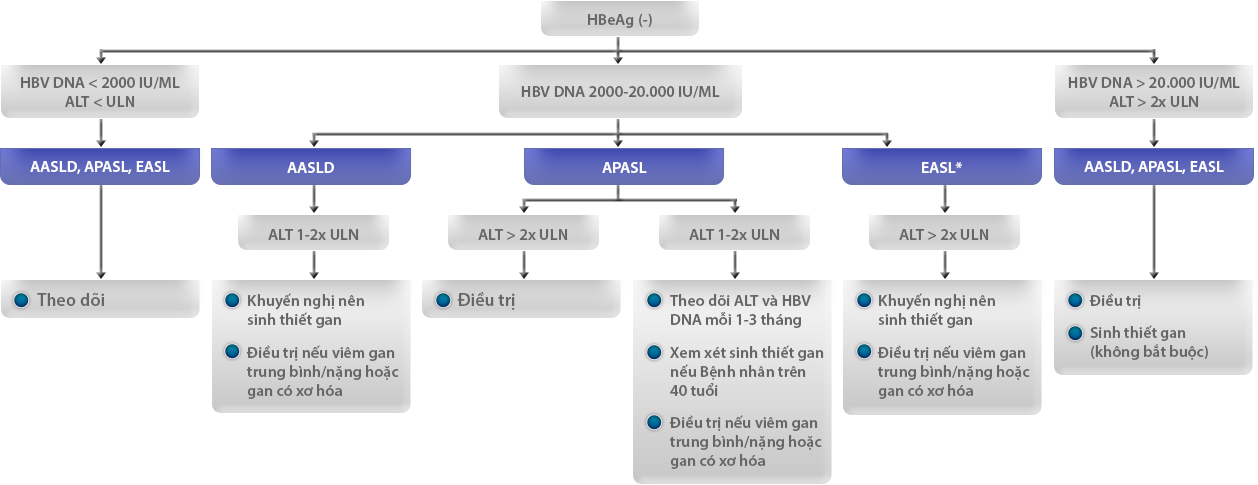 HBeAg (-)
HBV DNA < 2000 IU/ML
ALT < ULN
HBV DNA 2000-20.000 IU/ML
HBV DNA > 20.000 IU/ML
ALT > 2x ULN
AASLD, APASL, EASL
AASLD
APASL
EASL*
AASLD, APASL, EASL
ALT 1-2x ULN
ALT > 2x ULN
ALT 1-2x ULN
ALT > 2x ULN
Theo dõi
Khuyến nghị nên
sinh thiết gan
Điều trị nếu viêm gan
trung bình/nặng hoặc
gan có xơ hóa
Điều trị
Theo dõi ALT và HBV
DNA mỗi 1-3 tháng
Xem xét sinh thiết gan
nếu Bệnh nhân trên
40 tuổi
Điều trị nếu viêm gan
trung bình/nặng hoặc
gan có xơ hóa
Khuyến nghị nên
sinh thiết gan
Điều trị nếu viêm gan
trung bình/nặng hoặc
gan có xơ hóa
Điều trị
Sinh thiết gan
(không bắt buộc)